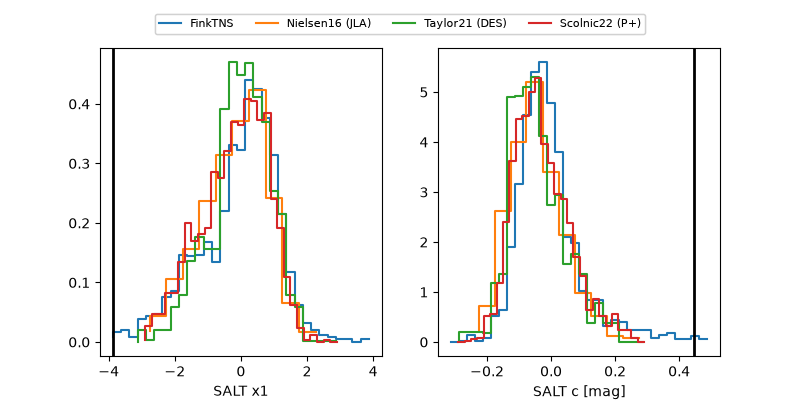 FinkTNS Nielsen16 (JLA) Taylor21 (DES) Scolnic22 (P+)
0.4
0.3
0.2
0.1
0.0
−4 −2 0 2 4
SALT x1
5
4
3
2
1
0
−0.2 0.0 0.2 0.4
SALT c [mag]